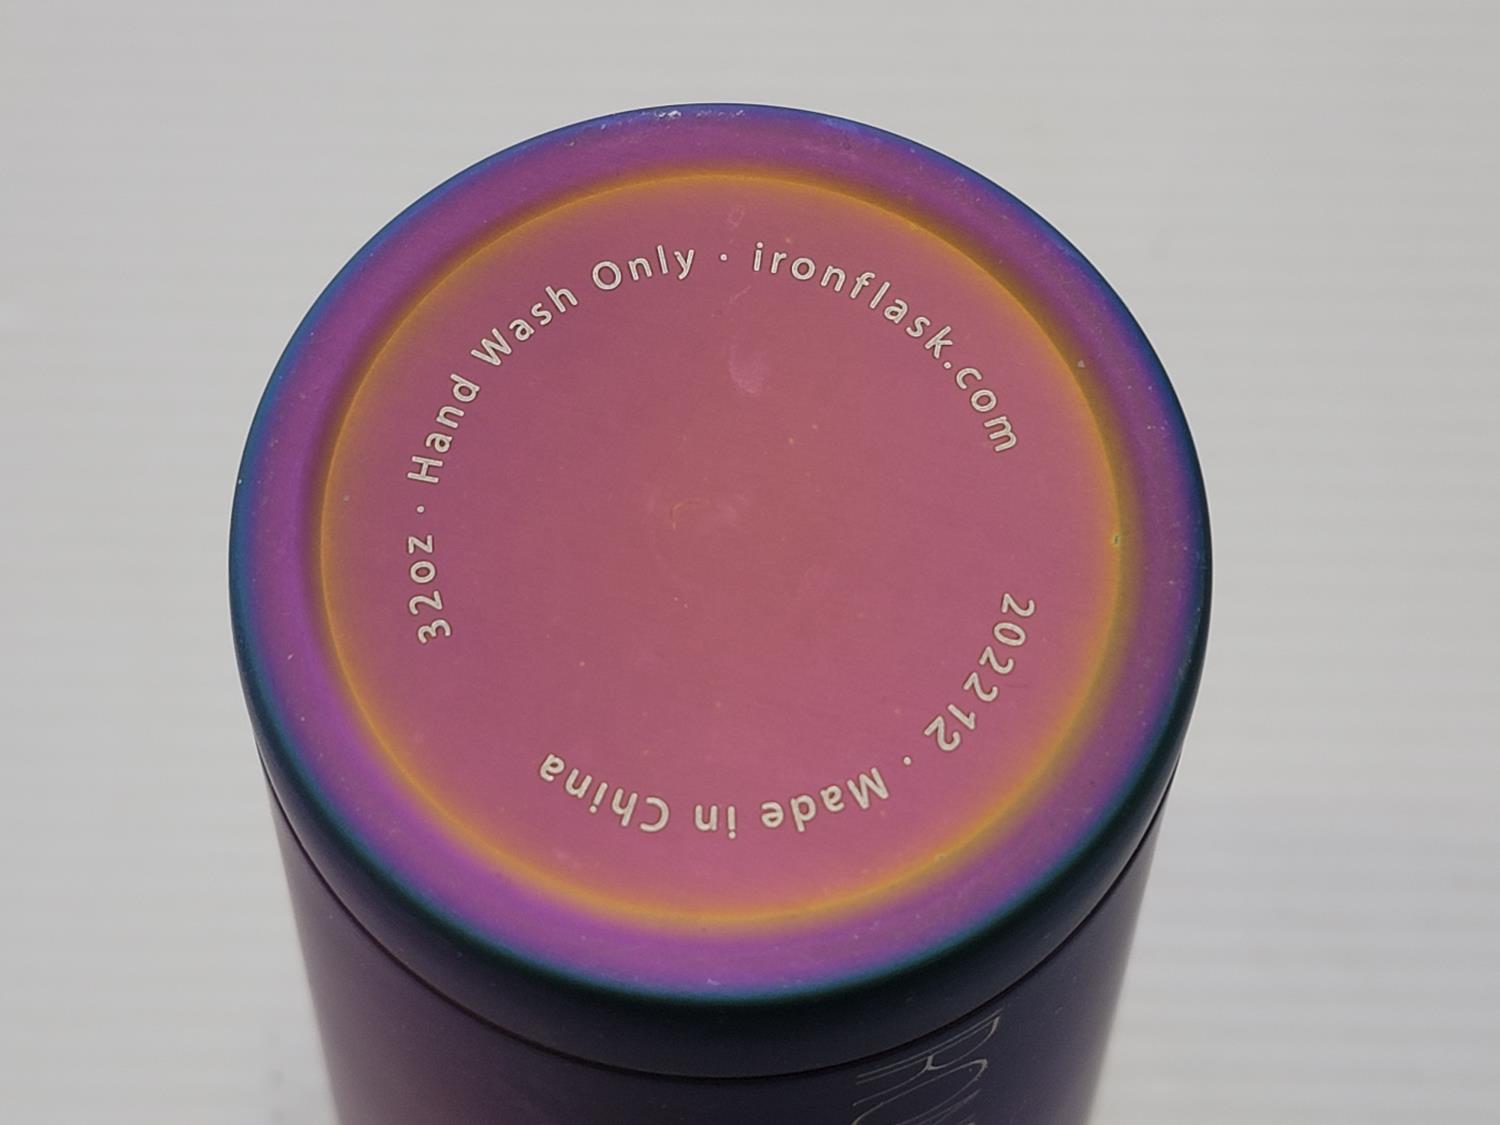 32oz · Hand Wash Only · ironflask.com
202212 · Made in China